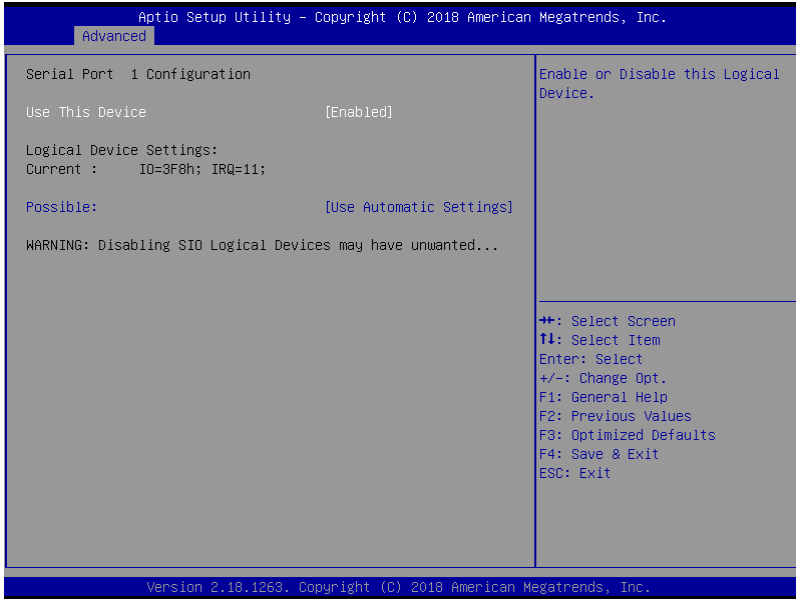 Aptio Setup Utility – Copyright (C) 2018 American Megatrends, Inc.
Advanced
Serial Port  1 Configuration
Use This Device [Enabled]
Logical Device Settings:
Current : IO=3F8h; IRQ=11;
Possible: [Use Automatic Settings]
WARNING: Disabling SIO Logical Devices may have unwanted...
Enable or Disable this Logical
Device.
→←: Select Screen
↑↓: Select Item
Enter: Select
+/-: Change Opt.
F1: General Help
F2: Previous Values
F3: Optimized Defaults
F4: Save & Exit
ESC: Exit
Version 2.18.1263. Copyright (C) 2018 American Megatrends, Inc.